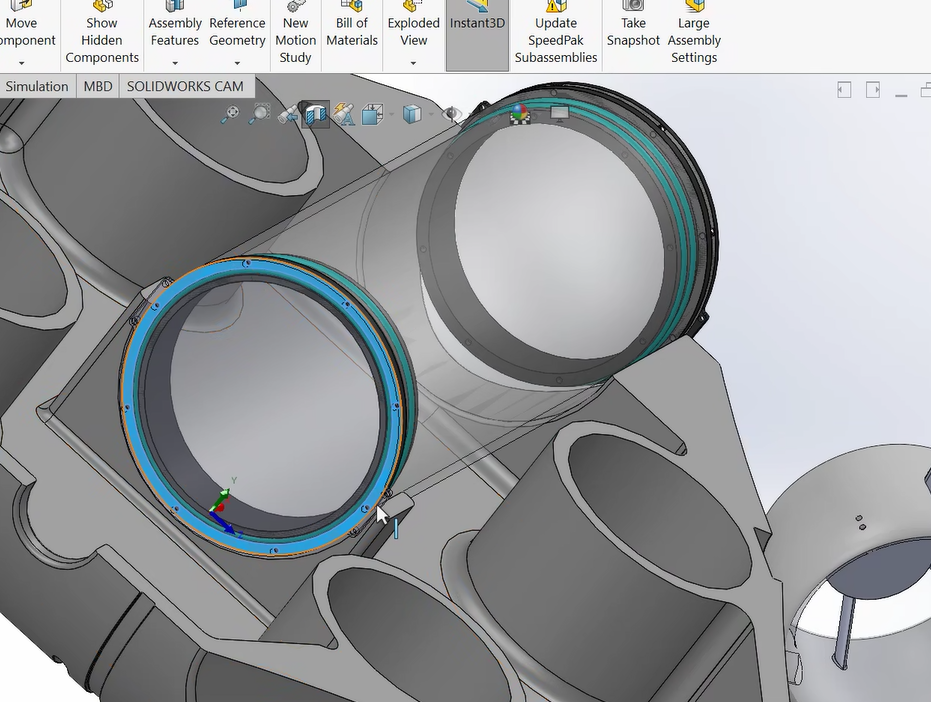 Move
Show
Assembly
Reference
New
Bill of
Exploded
Instant3D
Update
Take
Large
omponent
Hidden
Features
Geometry
Motion
Materials
View
SpeedPak
Snapshot
Assembly
Components
Study
Subassemblies
Settings
Simulation
MBD
SOLIDWORKS CAM
Y